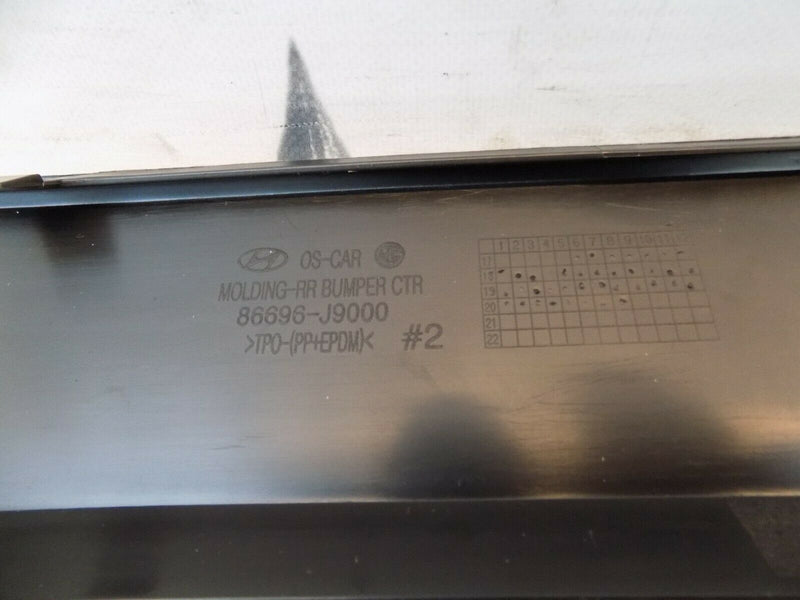 OS-CAR
MOLDING-RR BUMPER CTR
86696-J9000
>TPO-(PP+EPDM)< #2
1 2 3 4 5 6 7 8 9 10 11 12
17
18
19
20
21
22